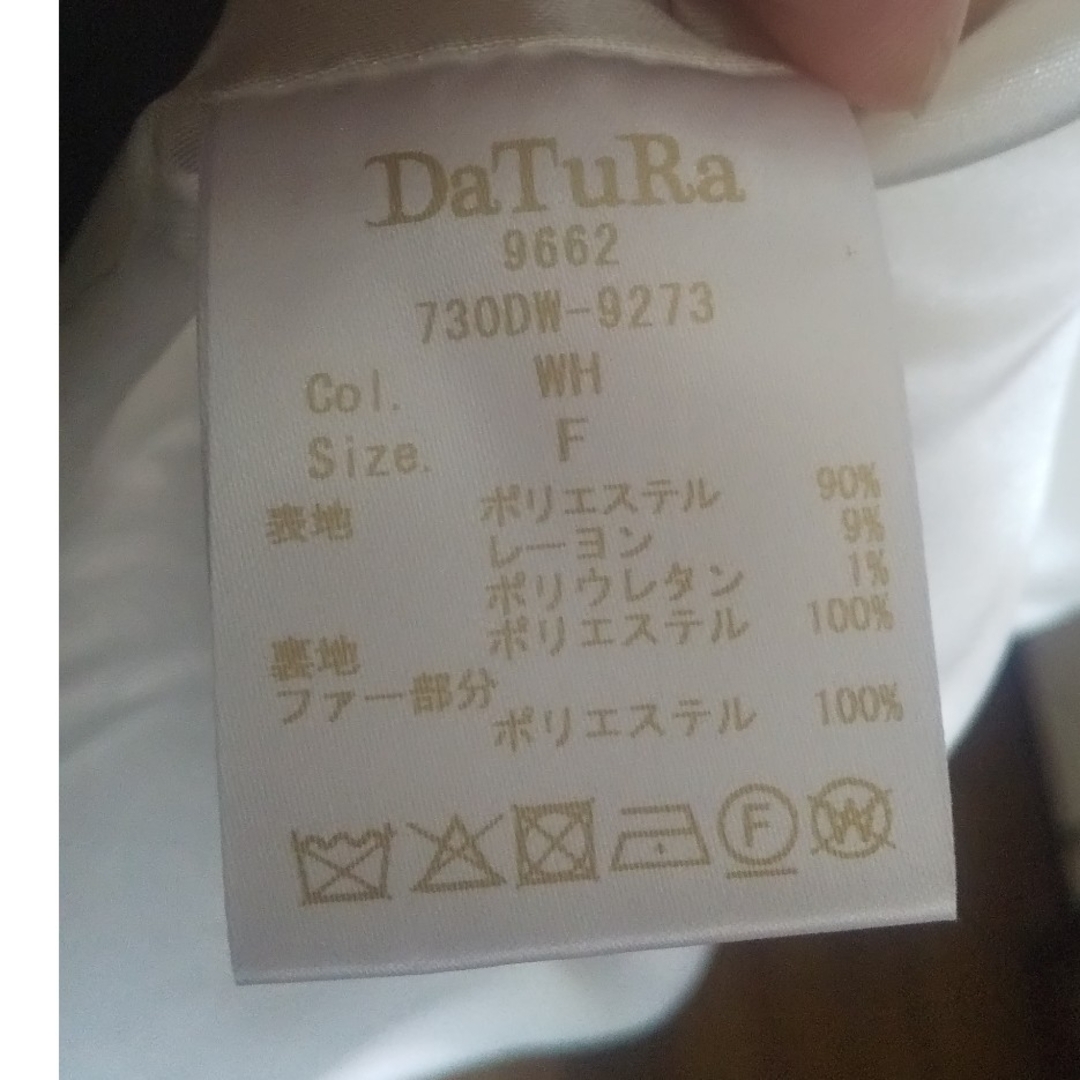 DaTuRa
9662
730DW-9273
Col. WH
Size. F
表地 ポリエステル 90%
レーヨン 9%
ポリウレタン 1%
裏地 ポリエステル 100%
ファー部分
ポリエステル 100%
F W